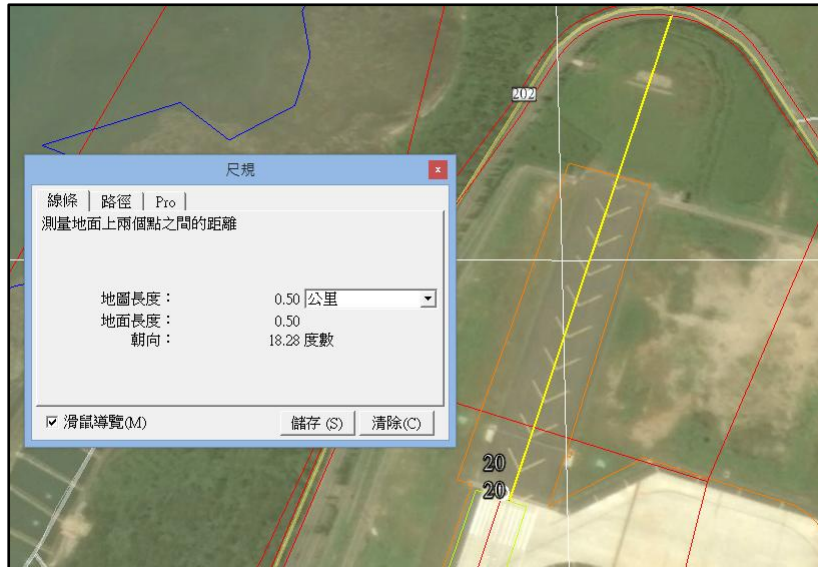 202
尺規
線條 路徑 Pro
測量地面上兩個點之間的距離
地圖長度： 0.50 公里
地面長度： 0.50
朝向： 18.28 度數
滑鼠導覽(M) 儲存 (S) 清除(C)
20
20